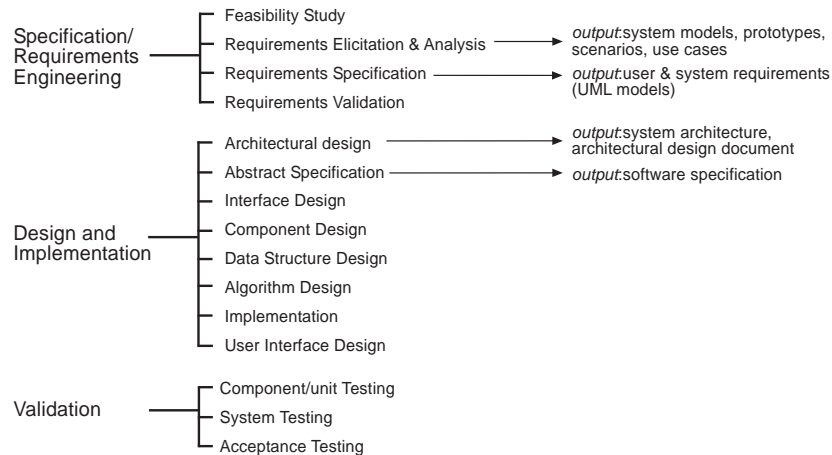 Specification/
Requirements
Engineering
Feasibility Study
Requirements Elicitation & Analysis
output:system models, prototypes,
scenarios, use cases
Requirements Specification
output:user & system requirements
(UML models)
Requirements Validation
Design and
Implementation
Architectural design
output:system architecture,
architectural design document
Abstract Specification
output:software specification
Interface Design
Component Design
Data Structure Design
Algorithm Design
Implementation
User Interface Design
Validation
Component/unit Testing
System Testing
Acceptance Testing